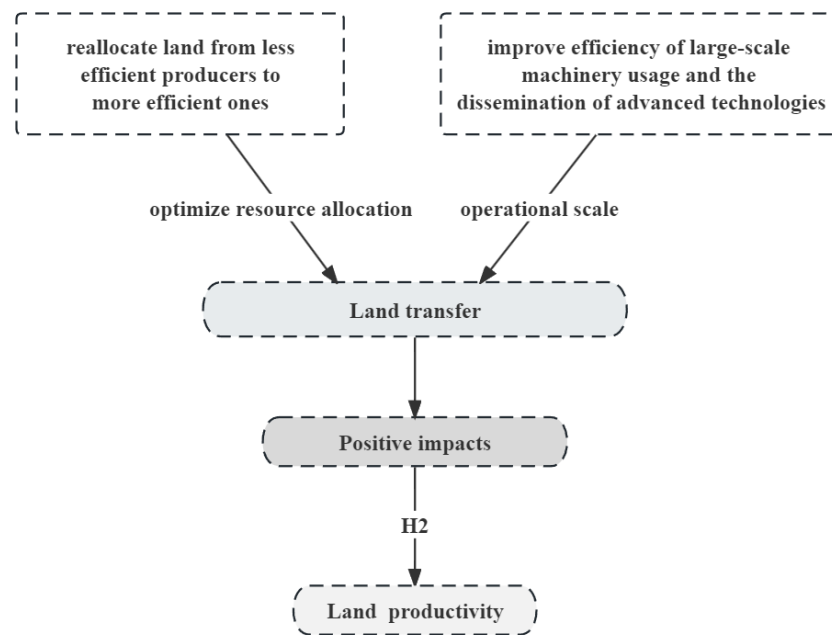 reallocate land from less
efficient producers to
more efficient ones
improve efficiency of large-scale
machinery usage and the
dissemination of advanced technologies
optimize resource allocation
operational scale
Land transfer
Positive impacts
H2
Land productivity